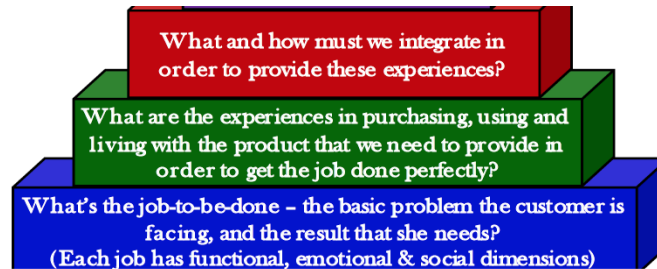 What and how must we integrate in
order to provide these experiences?
What are the experiences in purchasing, using and
living with the product that we need to provide in
order to get the job done perfectly?
What's the job-to-be-done – the basic problem the customer is
facing, and the result that she needs?
(Each job has functional, emotional & social dimensions)